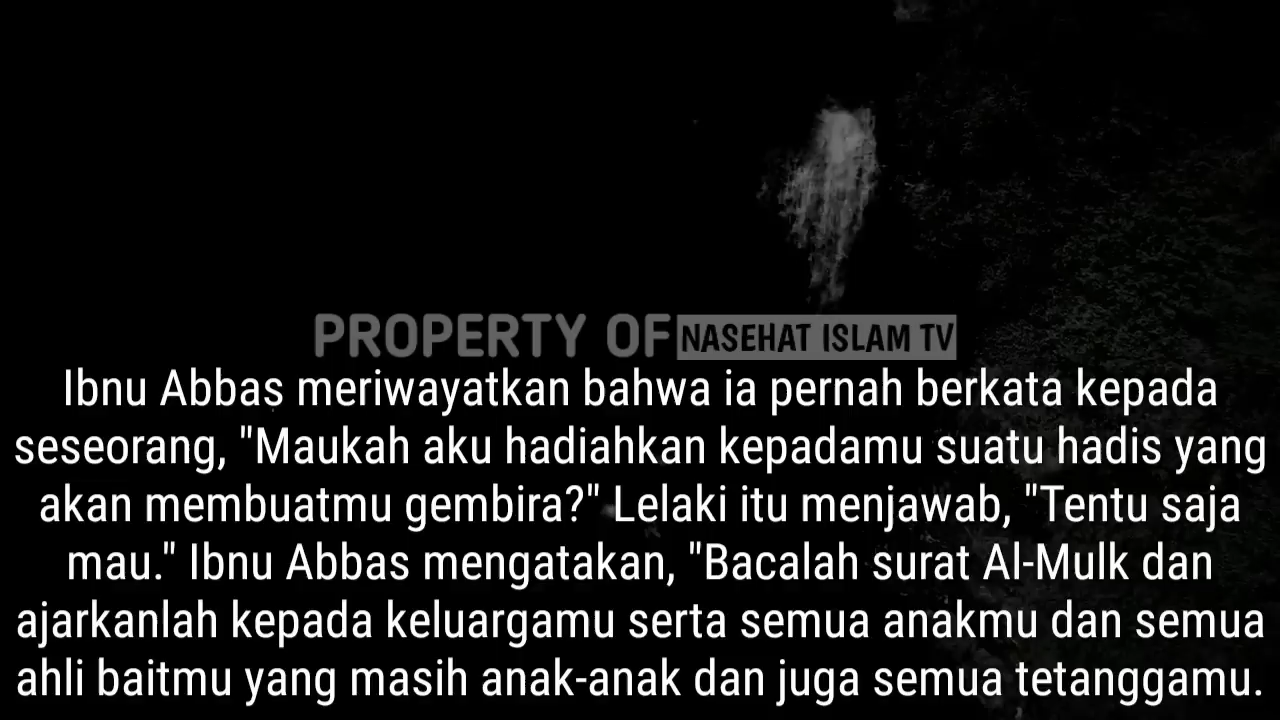 PROPERTY OF NASEHAT ISLAM TV
Ibnu Abbas meriwayatkan bahwa ia pernah berkata kepada
seseorang, "Maukah aku hadiahkan kepadamu suatu hadis yang
akan membuatmu gembira?" Lelaki itu menjawab, "Tentu saja
mau." Ibnu Abbas mengatakan, "Bacalah surat Al-Mulk dan
ajarkanlah kepada keluargamu serta semua anakmu dan semua
ahli baitmu yang masih anak-anak dan juga semua tetanggamu.